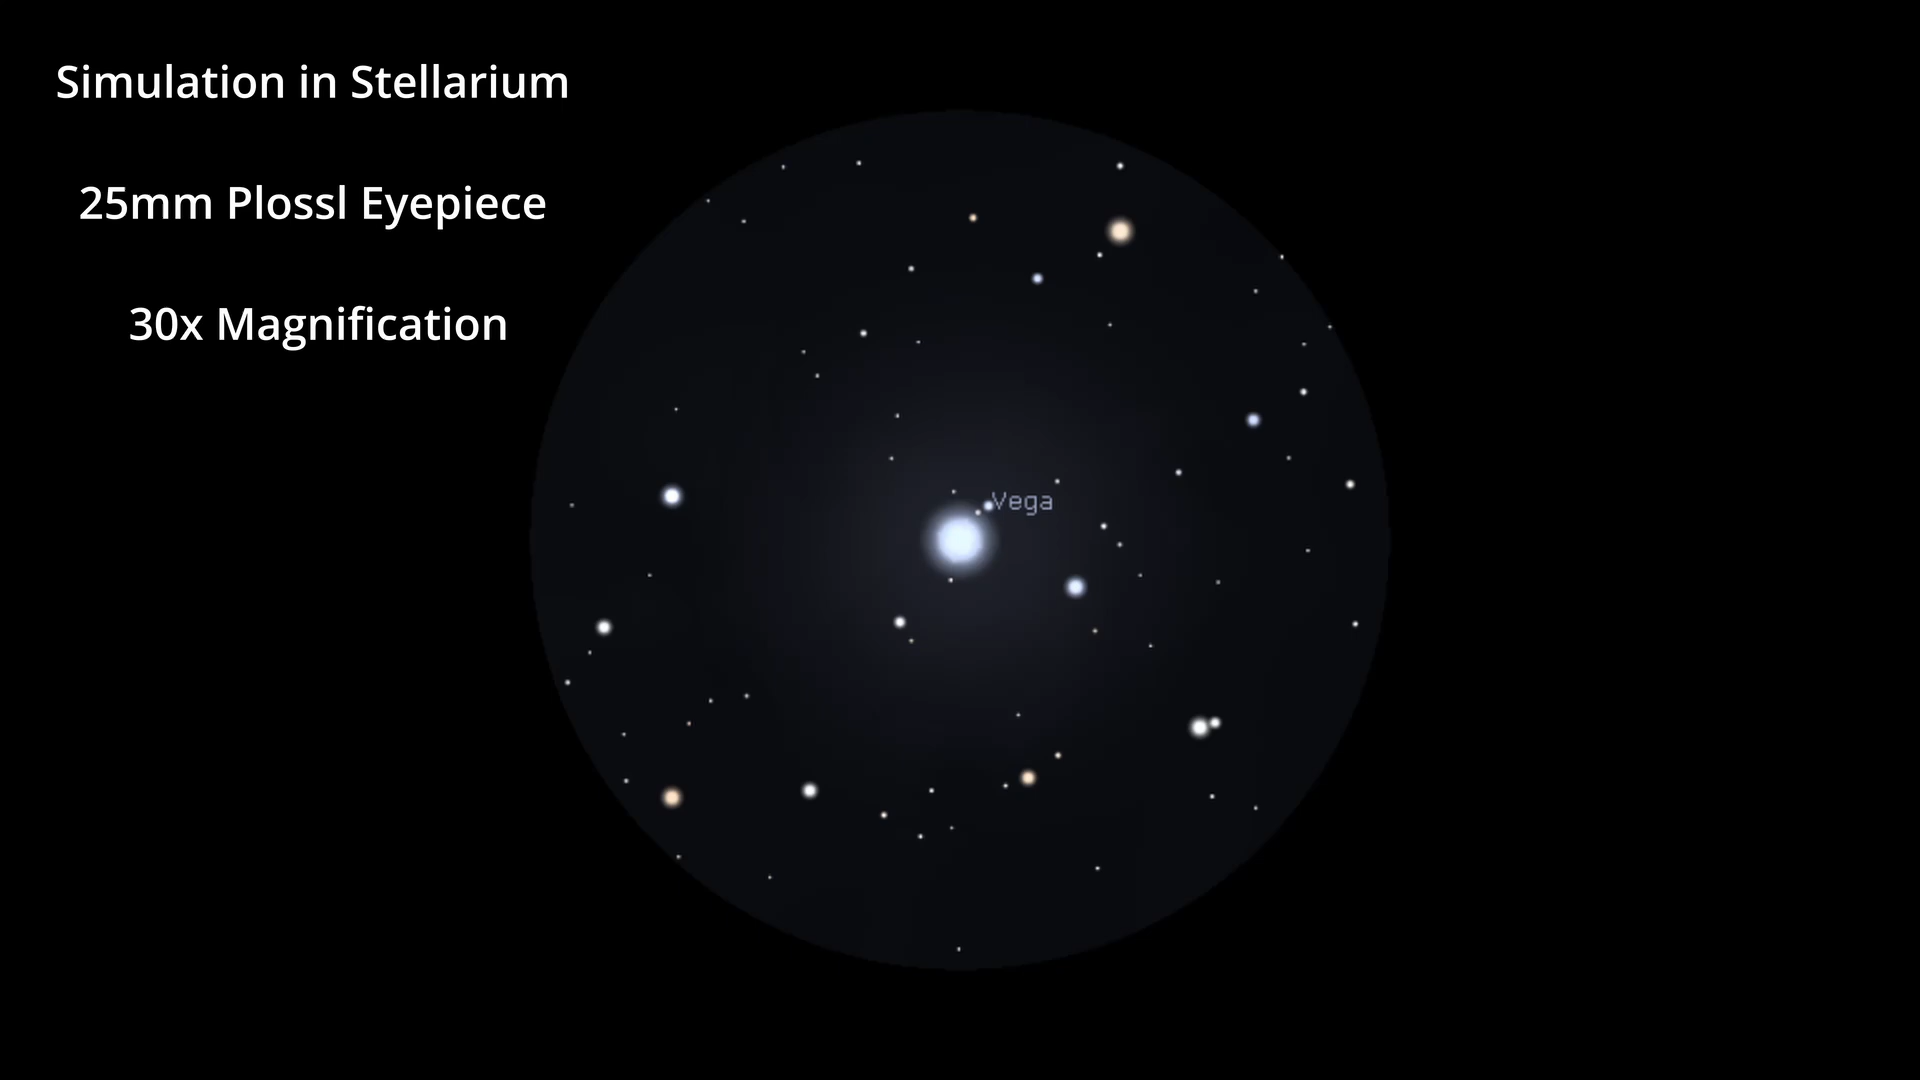 Simulation in Stellarium
25mm Plossl Eyepiece
30x Magnification
Vega